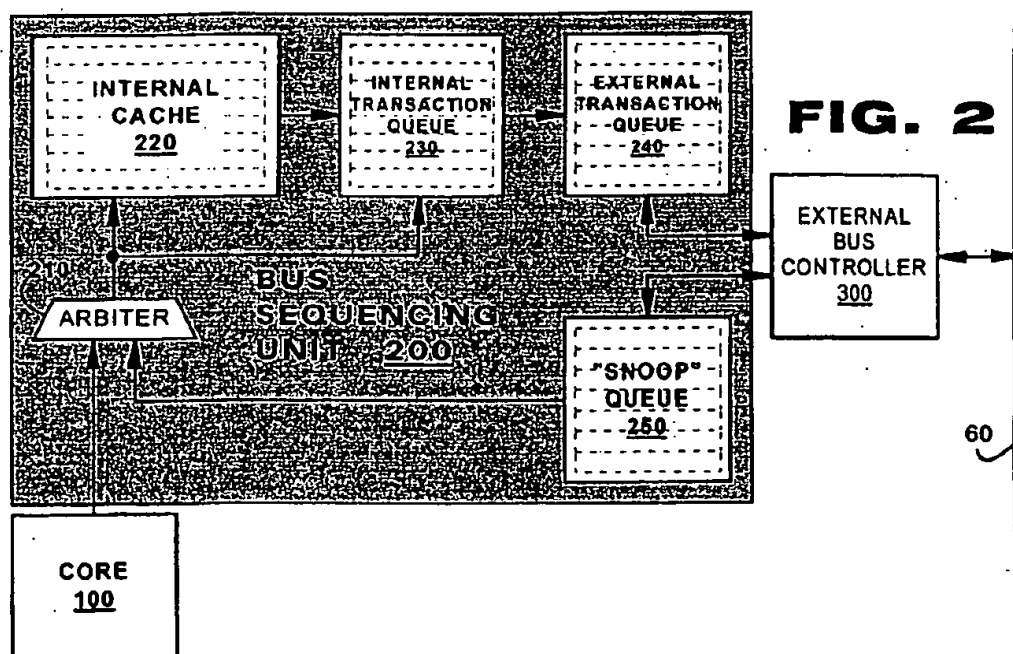 INTERNAL
CACHE
220
INTERNAL
TRANSACTION
QUEUE
230
EXTERNAL
TRANSACTION
QUEUE
240
FIG. 2
EXTERNAL
BUS
CONTROLLER
300
210
ARBITER
BUS
SEQUENCING
UNIT 200
"SNOOP"
QUEUE
250
60
CORE
100